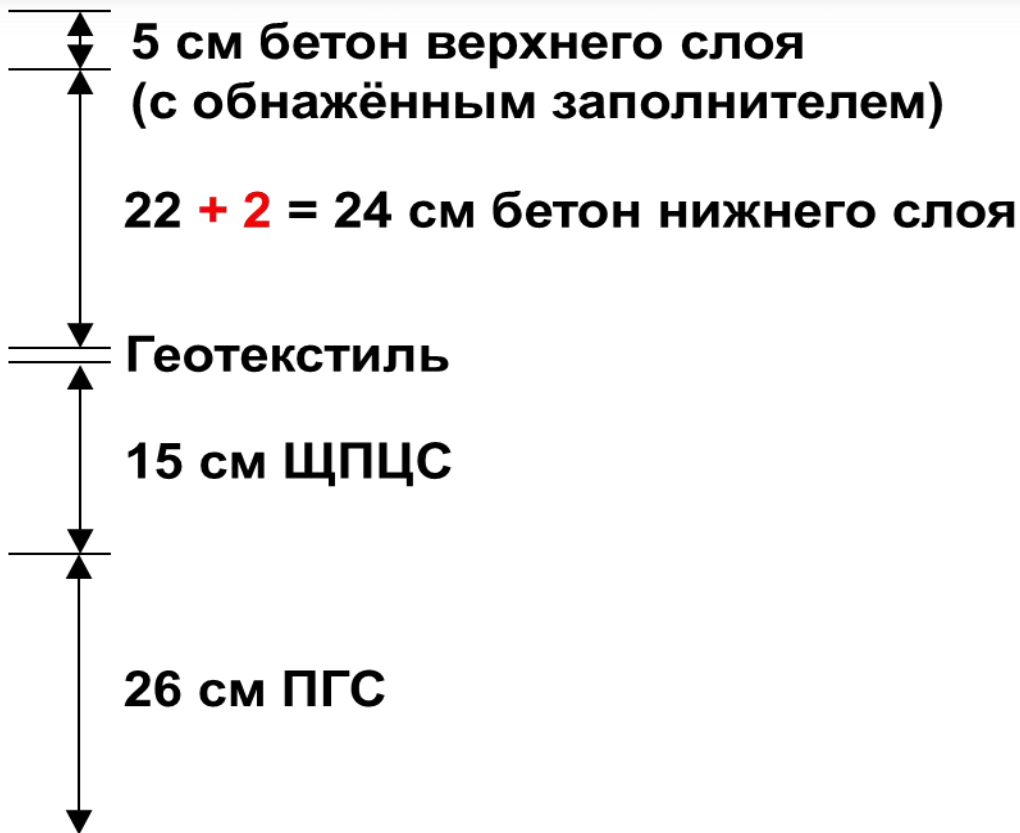 5 см бетон верхнего слоя
(с обнажённым заполнителем)
22 + 2 = 24 см бетон нижнего слоя
Геотекстиль
15 см ЩПЦС
26 см ПГС